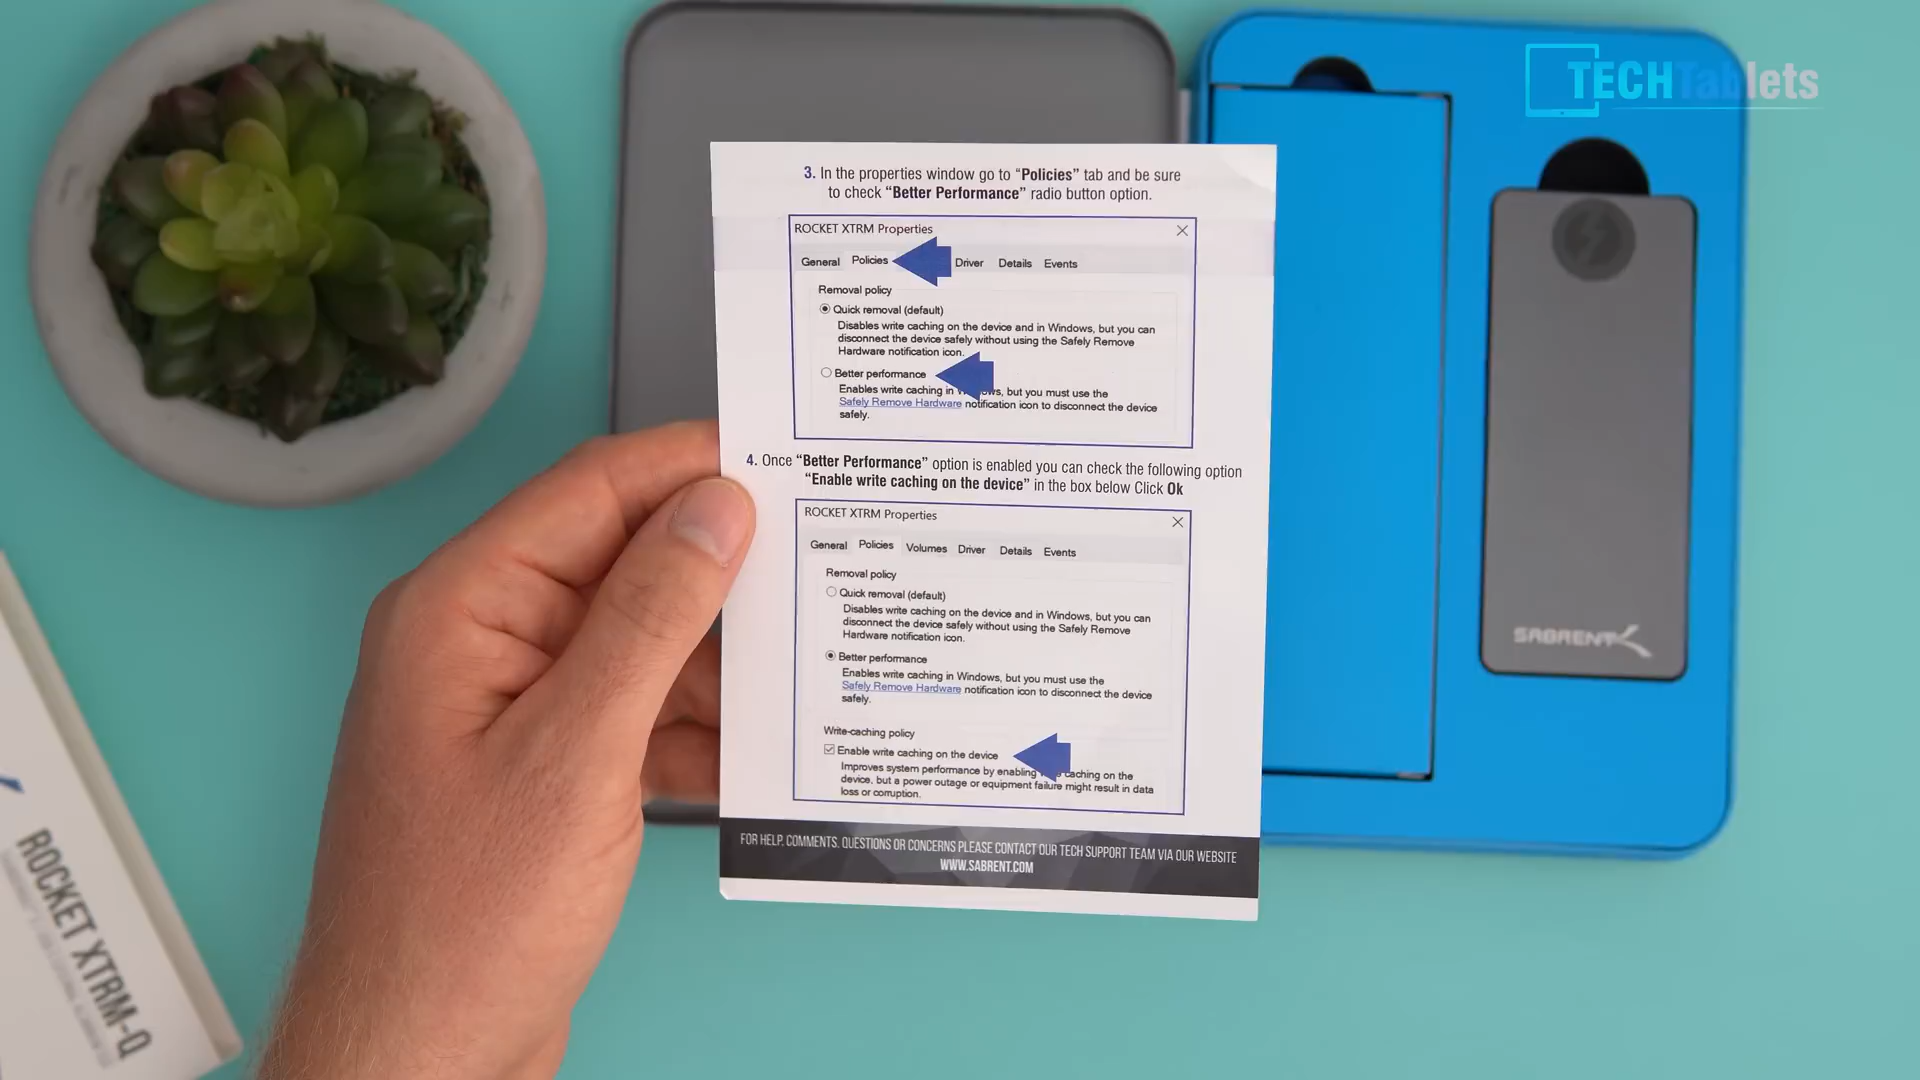 TECHTablets
3. In the properties window go to “Policies” tab and be sure
to check “Better Performance” radio button option.
ROCKET XTRM Properties
General Policies Driver Details Events
Removal policy
Quick removal (default)
Disables write caching on the device and in Windows, but you can
disconnect the device safely without using the Safely Remove
Hardware notification icon.
Better performance
Enables write caching in but you must use the
Safely Remove Hardware notification icon to disconnect the device
safely.
4. Once “Better Performance” option is enabled you can check the following option
“Enable write caching on the device” in the box below Click Ok
ROCKET XTRM Properties
General Policies Volumes Driver Details Events
Removal policy
Quick removal (default)
Disables write caching on the device and in Windows, but you can
disconnect the device safely without using the Safely Remove
Hardware notification icon.
Better performance
Enables write caching in Windows, but you must use the
Safely Remove Hardware notification icon to disconnect the device
safely.
Write-caching policy
Enable write caching on the device
Improves system performance by enabling caching on the
device, but a power outage or equipment failure might result in data
loss or corruption.
FOR HELP, COMMENTS, QUESTIONS OR CONCERNS PLEASE CONTACT OUR TECH SUPPORT TEAM VIA OUR WEBSITE
WWW.SABRENT.COM
SABRENT
ROCKET XTRM-Q